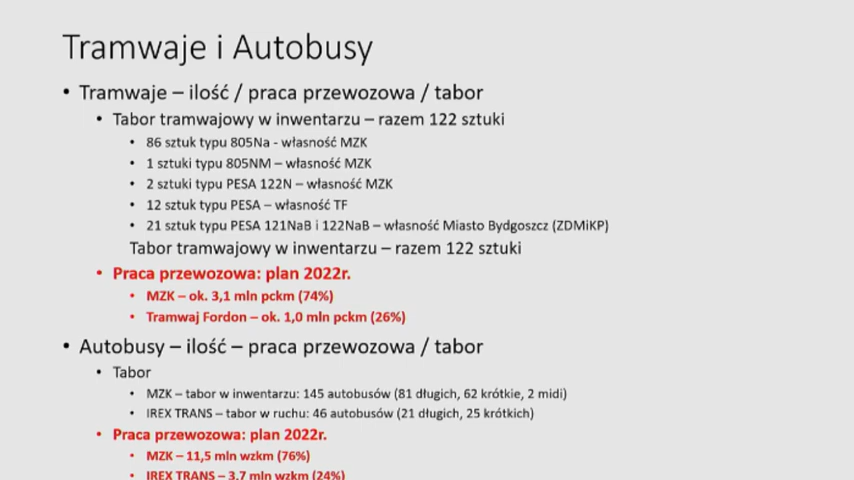 Tramwaje i Autobusy
• Tramwaje – ilość / praca przewozowa / tabor
• Tabor tramwajowy w inwentarzu – razem 122 sztuki
• 86 sztuk typu 805Na - własność MZK
• 1 sztuki typu 805NM – własność MZK
• 2 sztuki typu PESA 122N – własność MZK
• 12 sztuk typu PESA – własność TF
• 21 sztuk typu PESA 121NaB i 122NaB – własność Miasto Bydgoszcz (ZDMiKP)
Tabor tramwajowy w inwentarzu – razem 122 sztuki
• Praca przewozowa: plan 2022r.
• MZK – ok. 3,1 mln pckm (74%)
• Tramwaj Fordon – ok. 1,0 mln pckm (26%)
• Autobusy – ilość – praca przewozowa / tabor
• Tabor
• MZK – tabor w inwentarzu: 145 autobusów (81 długich, 62 krótkie, 2 midi)
• IREX TRANS – tabor w ruchu: 46 autobusów (21 długich, 25 krótkich)
• Praca przewozowa: plan 2022r.
• MZK – 11,5 mln wzkm (76%)
• IREX TRANS – 3,7 mln wzkm (24%)